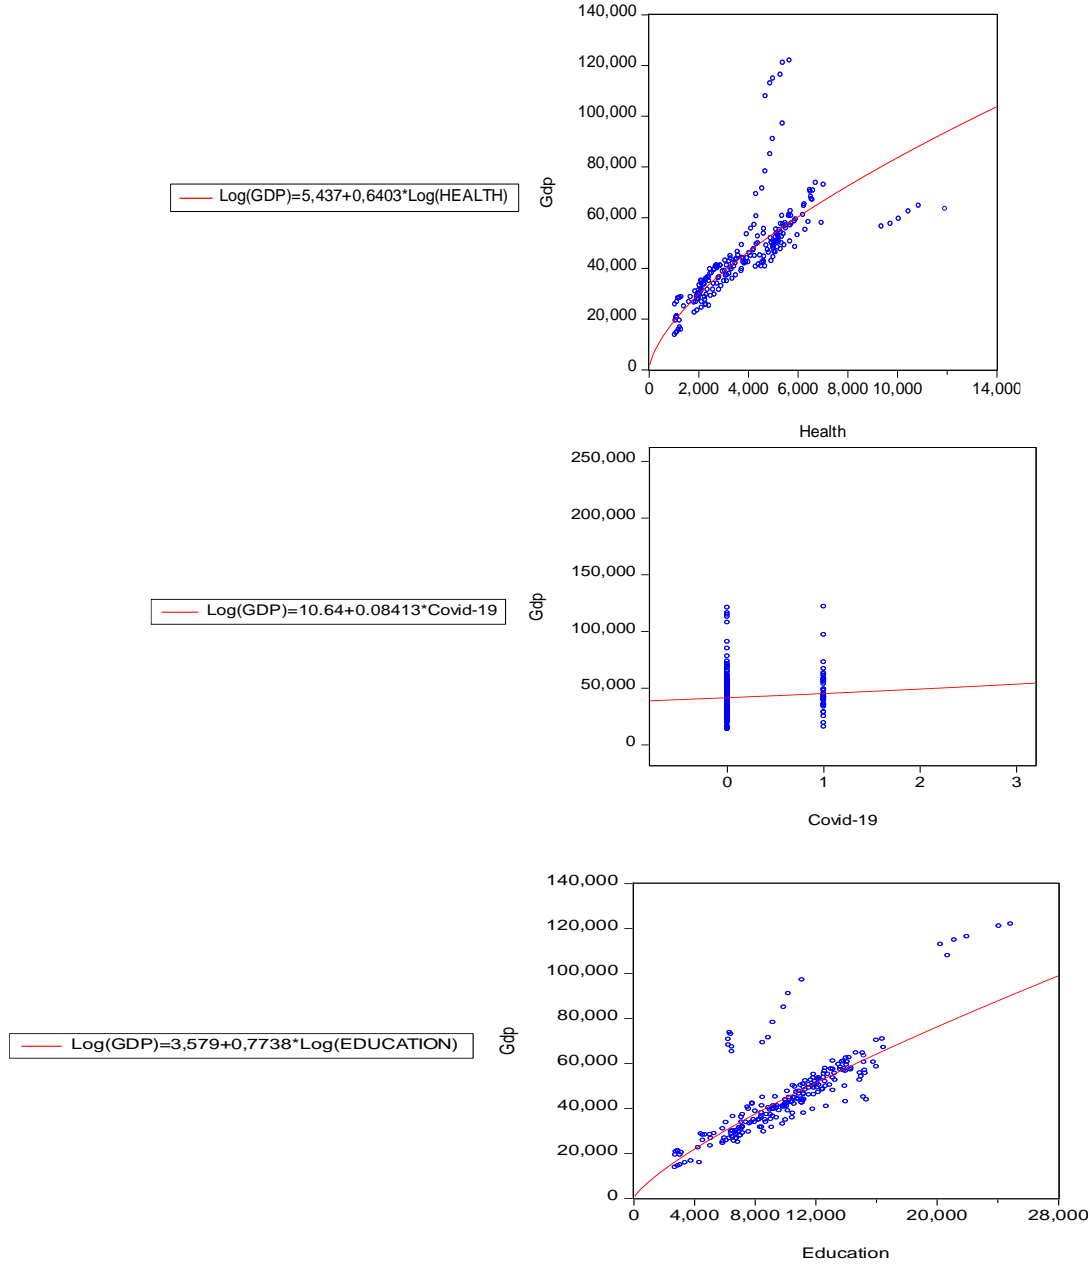 140,000
120,000
100,000
80,000
60,000
40,000
20,000
0
Gdp
Log(GDP)=5,437+0,6403*Log(HEALTH)
0 2,000 4,000 6,000 8,000 10,000 14,000
Health
250,000
200,000
150,000
100,000
50,000
0
Gdp
Log(GDP)=10.64+0.08413*Covid-19
0 1 2 3
Covid-19
140,000
120,000
100,000
80,000
60,000
40,000
20,000
0
Gdp
Log(GDP)=3,579+0,7738*Log(EDUCATION)
0 4,000 8,000 12,000 20,000 28,000
Education